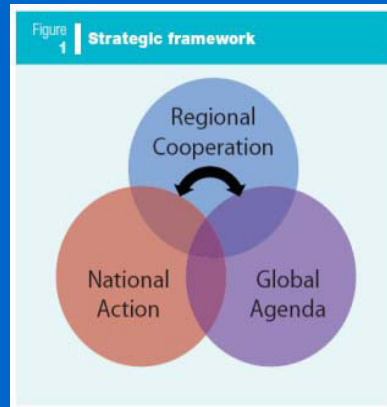 Figure
1
Strategic framework
Regional
Cooperation
National
Action
Global
Agenda